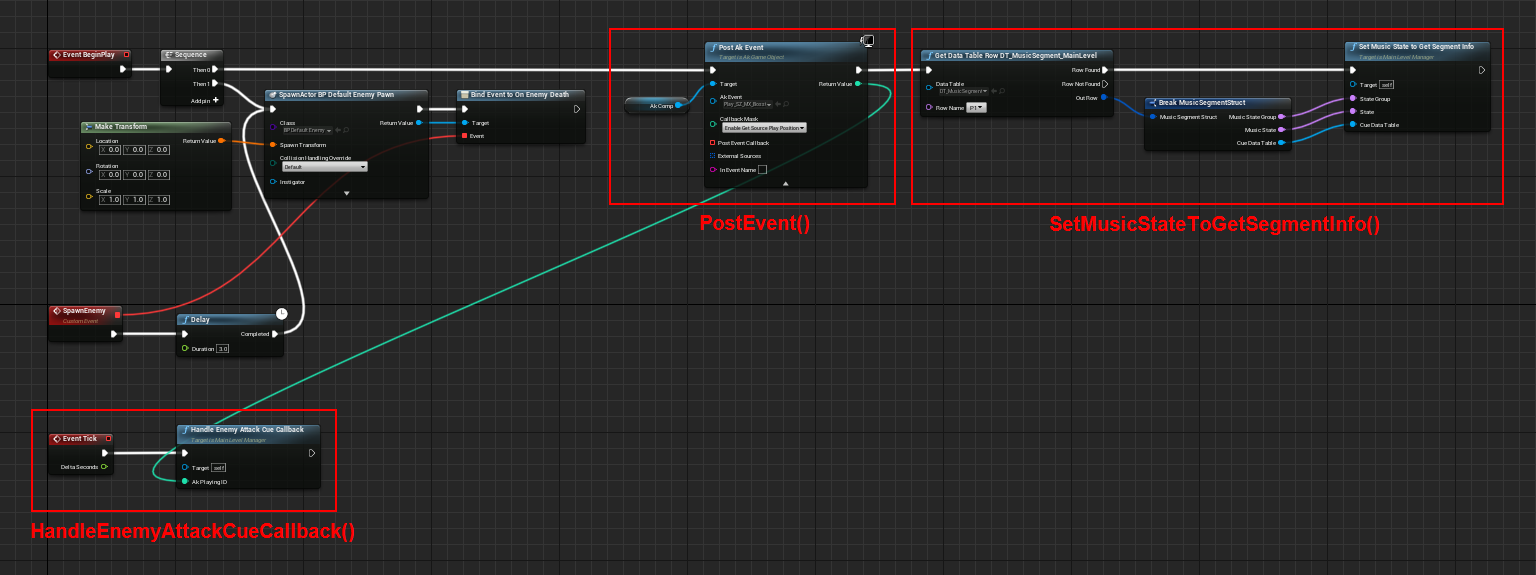 Event BeginPlay
Sequence
Then 0
Then 1
Add pin +
SpawnActor BP Default Enemy Pawn
Class
BP Default Enemy
Return Value
Spawn Transform
Collision Handling Override
Default
Instigator
Bind Event to On Enemy Death
Target
Event
Make Transform
Location
X 0.0 Y 0.0 Z 0.0
Return Value
Rotation
X 0.0 Y 0.0 Z 0.0
Scale
X 1.0 Y 1.0 Z 1.0
Ak Comp
Post Ak Event
Target is Ak Game Object
Target
Return Value
Ak Event
Callback Mask
Enable Get Source Play Position
Post Event Callback
External Sources
In Event Name
PostEvent()
Get Data Table Row DT_MusicSegment_MainLevel
Row Found
Data Table
DT_MusicSegment
Row Not Found
Out Row
Row Name P1
Break MusicSegmentStruct
Music Segment Struct
Music State Group
Music State
Cue Data Table
Set Music State to Get Segment Info
Target is Main Level Manager
Target self
State Group
State
Cue Data Table
SetMusicStateToGetSegmentInfo()
SpawnEnemy
Custom Event
Delay
Completed
Duration 3.0
Event Tick
Delta Seconds
Handle Enemy Attack Cue Callback
Target is Main Level Manager
Target self
Ak Playing ID
HandleEnemyAttackCueCallback()